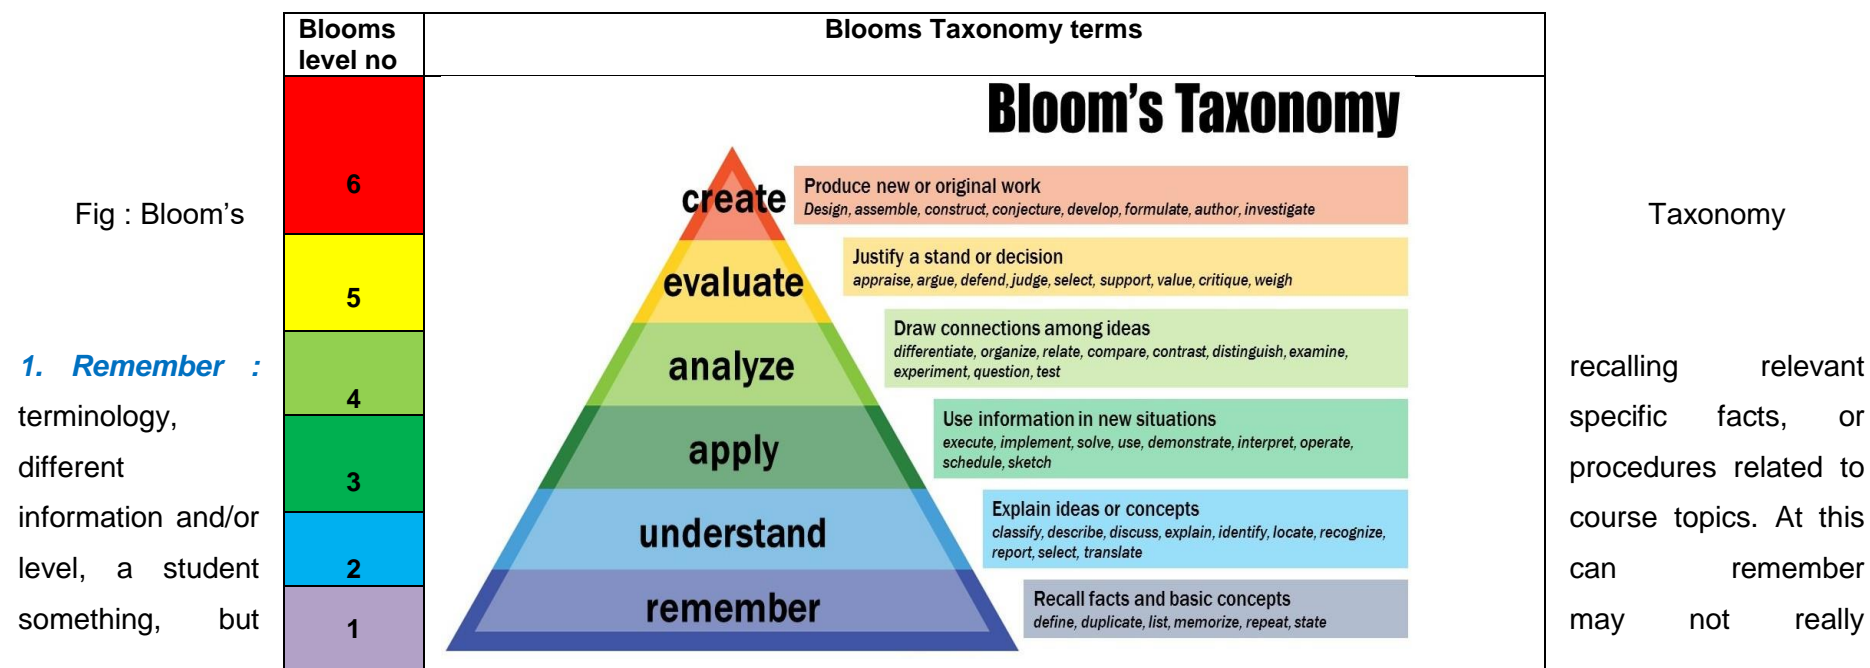 Blooms level no
Blooms Taxonomy terms
Bloom's Taxonomy
6
create
Produce new or original work
Design, assemble, construct, conjecture, develop, formulate, author, investigate
Fig : Bloom's Taxonomy
5
evaluate
Justify a stand or decision
appraise, argue, defend, judge, select, support, value, critique, weigh
4
analyze
Draw connections among ideas
differentiate, organize, relate, compare, contrast, distinguish, examine,
experiment, question, test
3
apply
Use information in new situations
execute, implement, solve, use, demonstrate, interpret, operate,
schedule, sketch
2
understand
Explain ideas or concepts
classify, describe, discuss, explain, identify, locate, recognize,
report, select, translate
1
remember
Recall facts and basic concepts
define, duplicate, list, memorize, repeat, state
1. Remember : recalling relevant
terminology, specific facts, or
different procedures related to
information and/or course topics. At this
level, a student can remember
something, but may not really